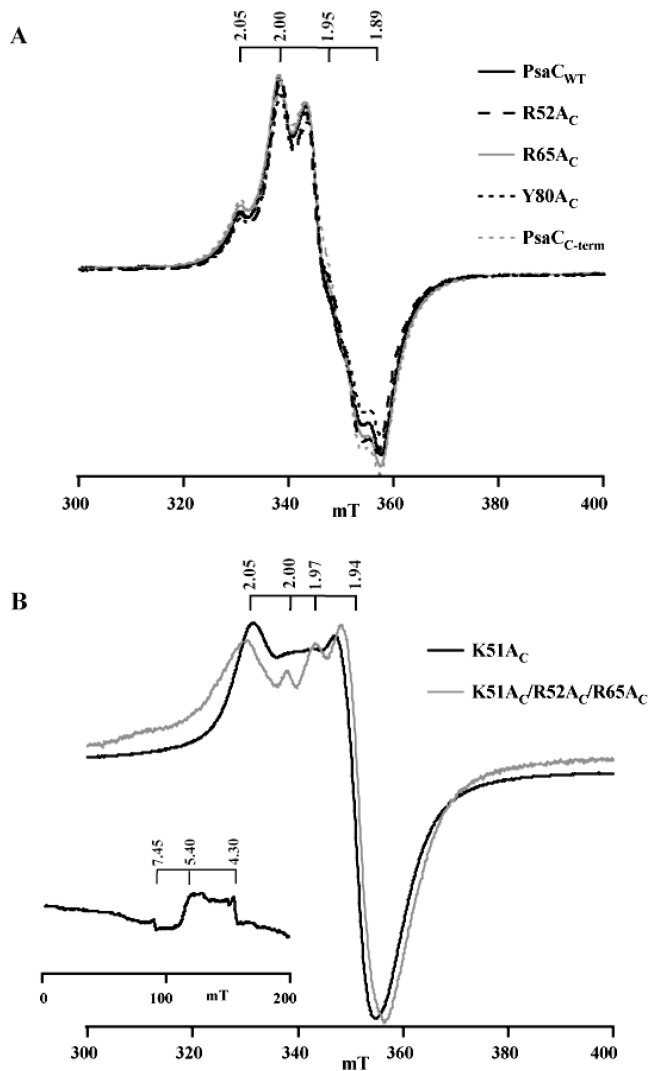 A
2.05 2.00 1.95 1.89
PsaCWT
R52AC
R65AC
Y80AC
PsaCC-term
300 320 340 360 380 400
mT
B
2.05 2.00 1.97 1.94
K51AC
K51AC/R52AC/R65AC
7.45 5.40 4.30
0 100 mT 200
300 320 340 360 380 400
mT